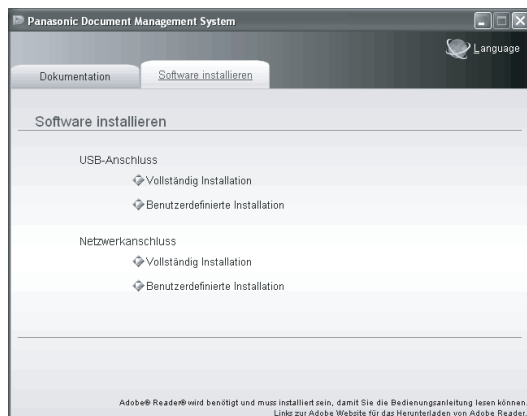 Panasonic Document Management System
Language
Dokumentation
Software installieren
Software installieren
USB-Anschluss
Vollständig Installation
Benutzerdefinierte Installation
Netzwerkanschluss
Vollständig Installation
Benutzerdefinierte Installation
Adobe® Reader® wird benötigt und muss installiert sein, damit Sie die Bedienungsanleitung lesen können.
Links zur Adobe Website für das Herunterladen von Adobe Reader.